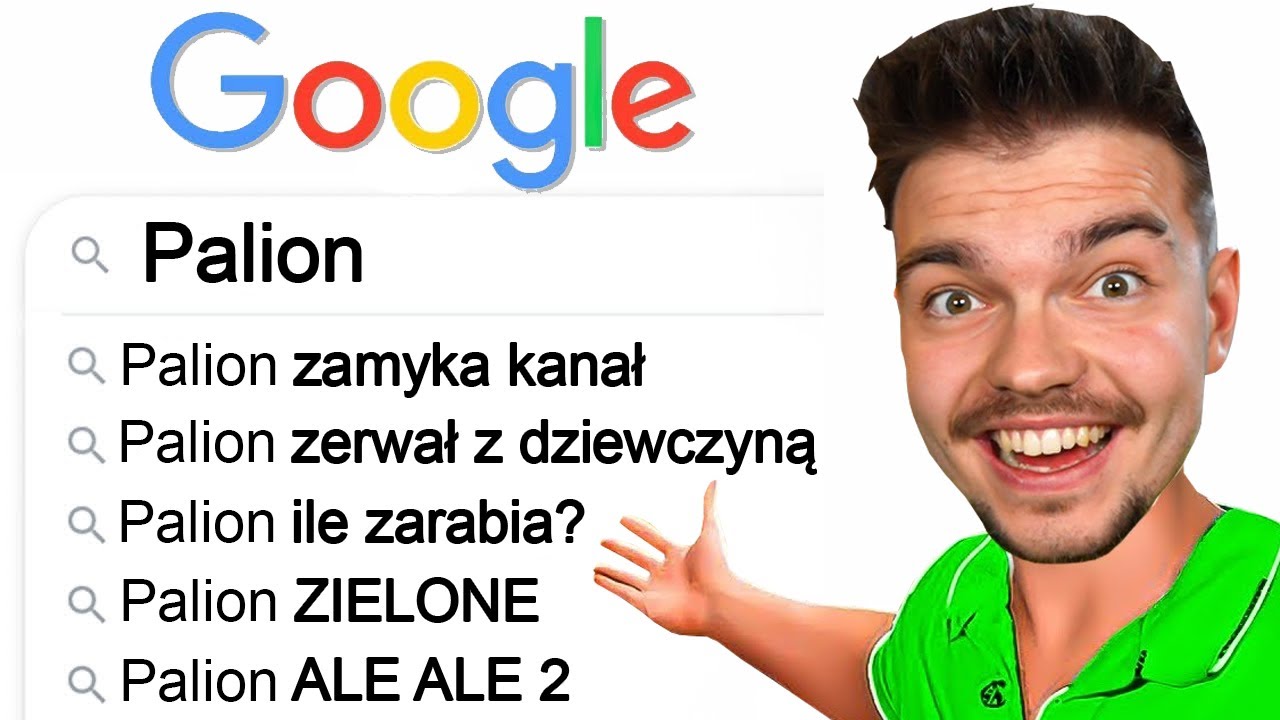 Google
Palion
Palion zamyka kanał
Palion zerwał z dziewczyną
Palion ile zarabia?
Palion ZIELONE
Palion ALE ALE 2